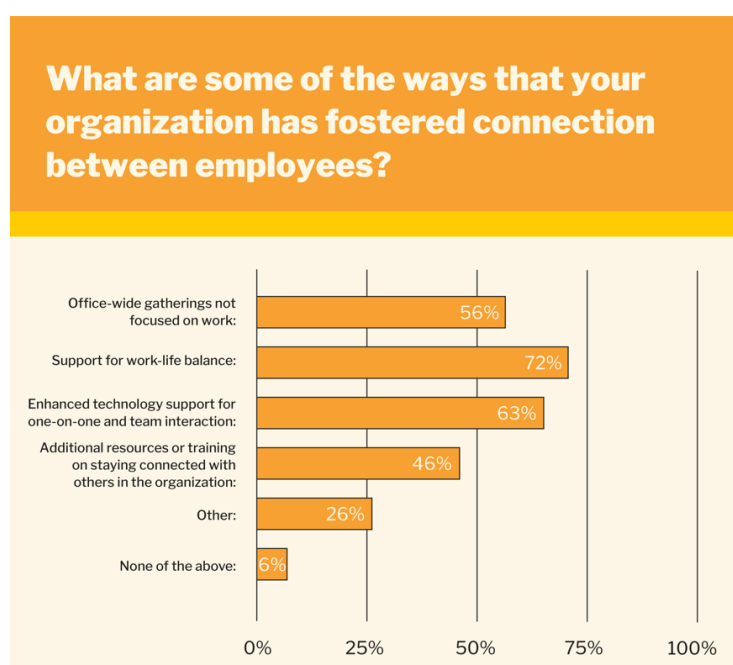 What are some of the ways that your
organization has fostered connection
between employees?
Office-wide gatherings not
focused on work:
56%
Support for work-life balance:
72%
Enhanced technology support for
one-on-one and team interaction:
63%
Additional resources or training
on staying connected with
others in the organization:
46%
Other:
26%
None of the above:
6%
0% 25% 50% 75% 100%